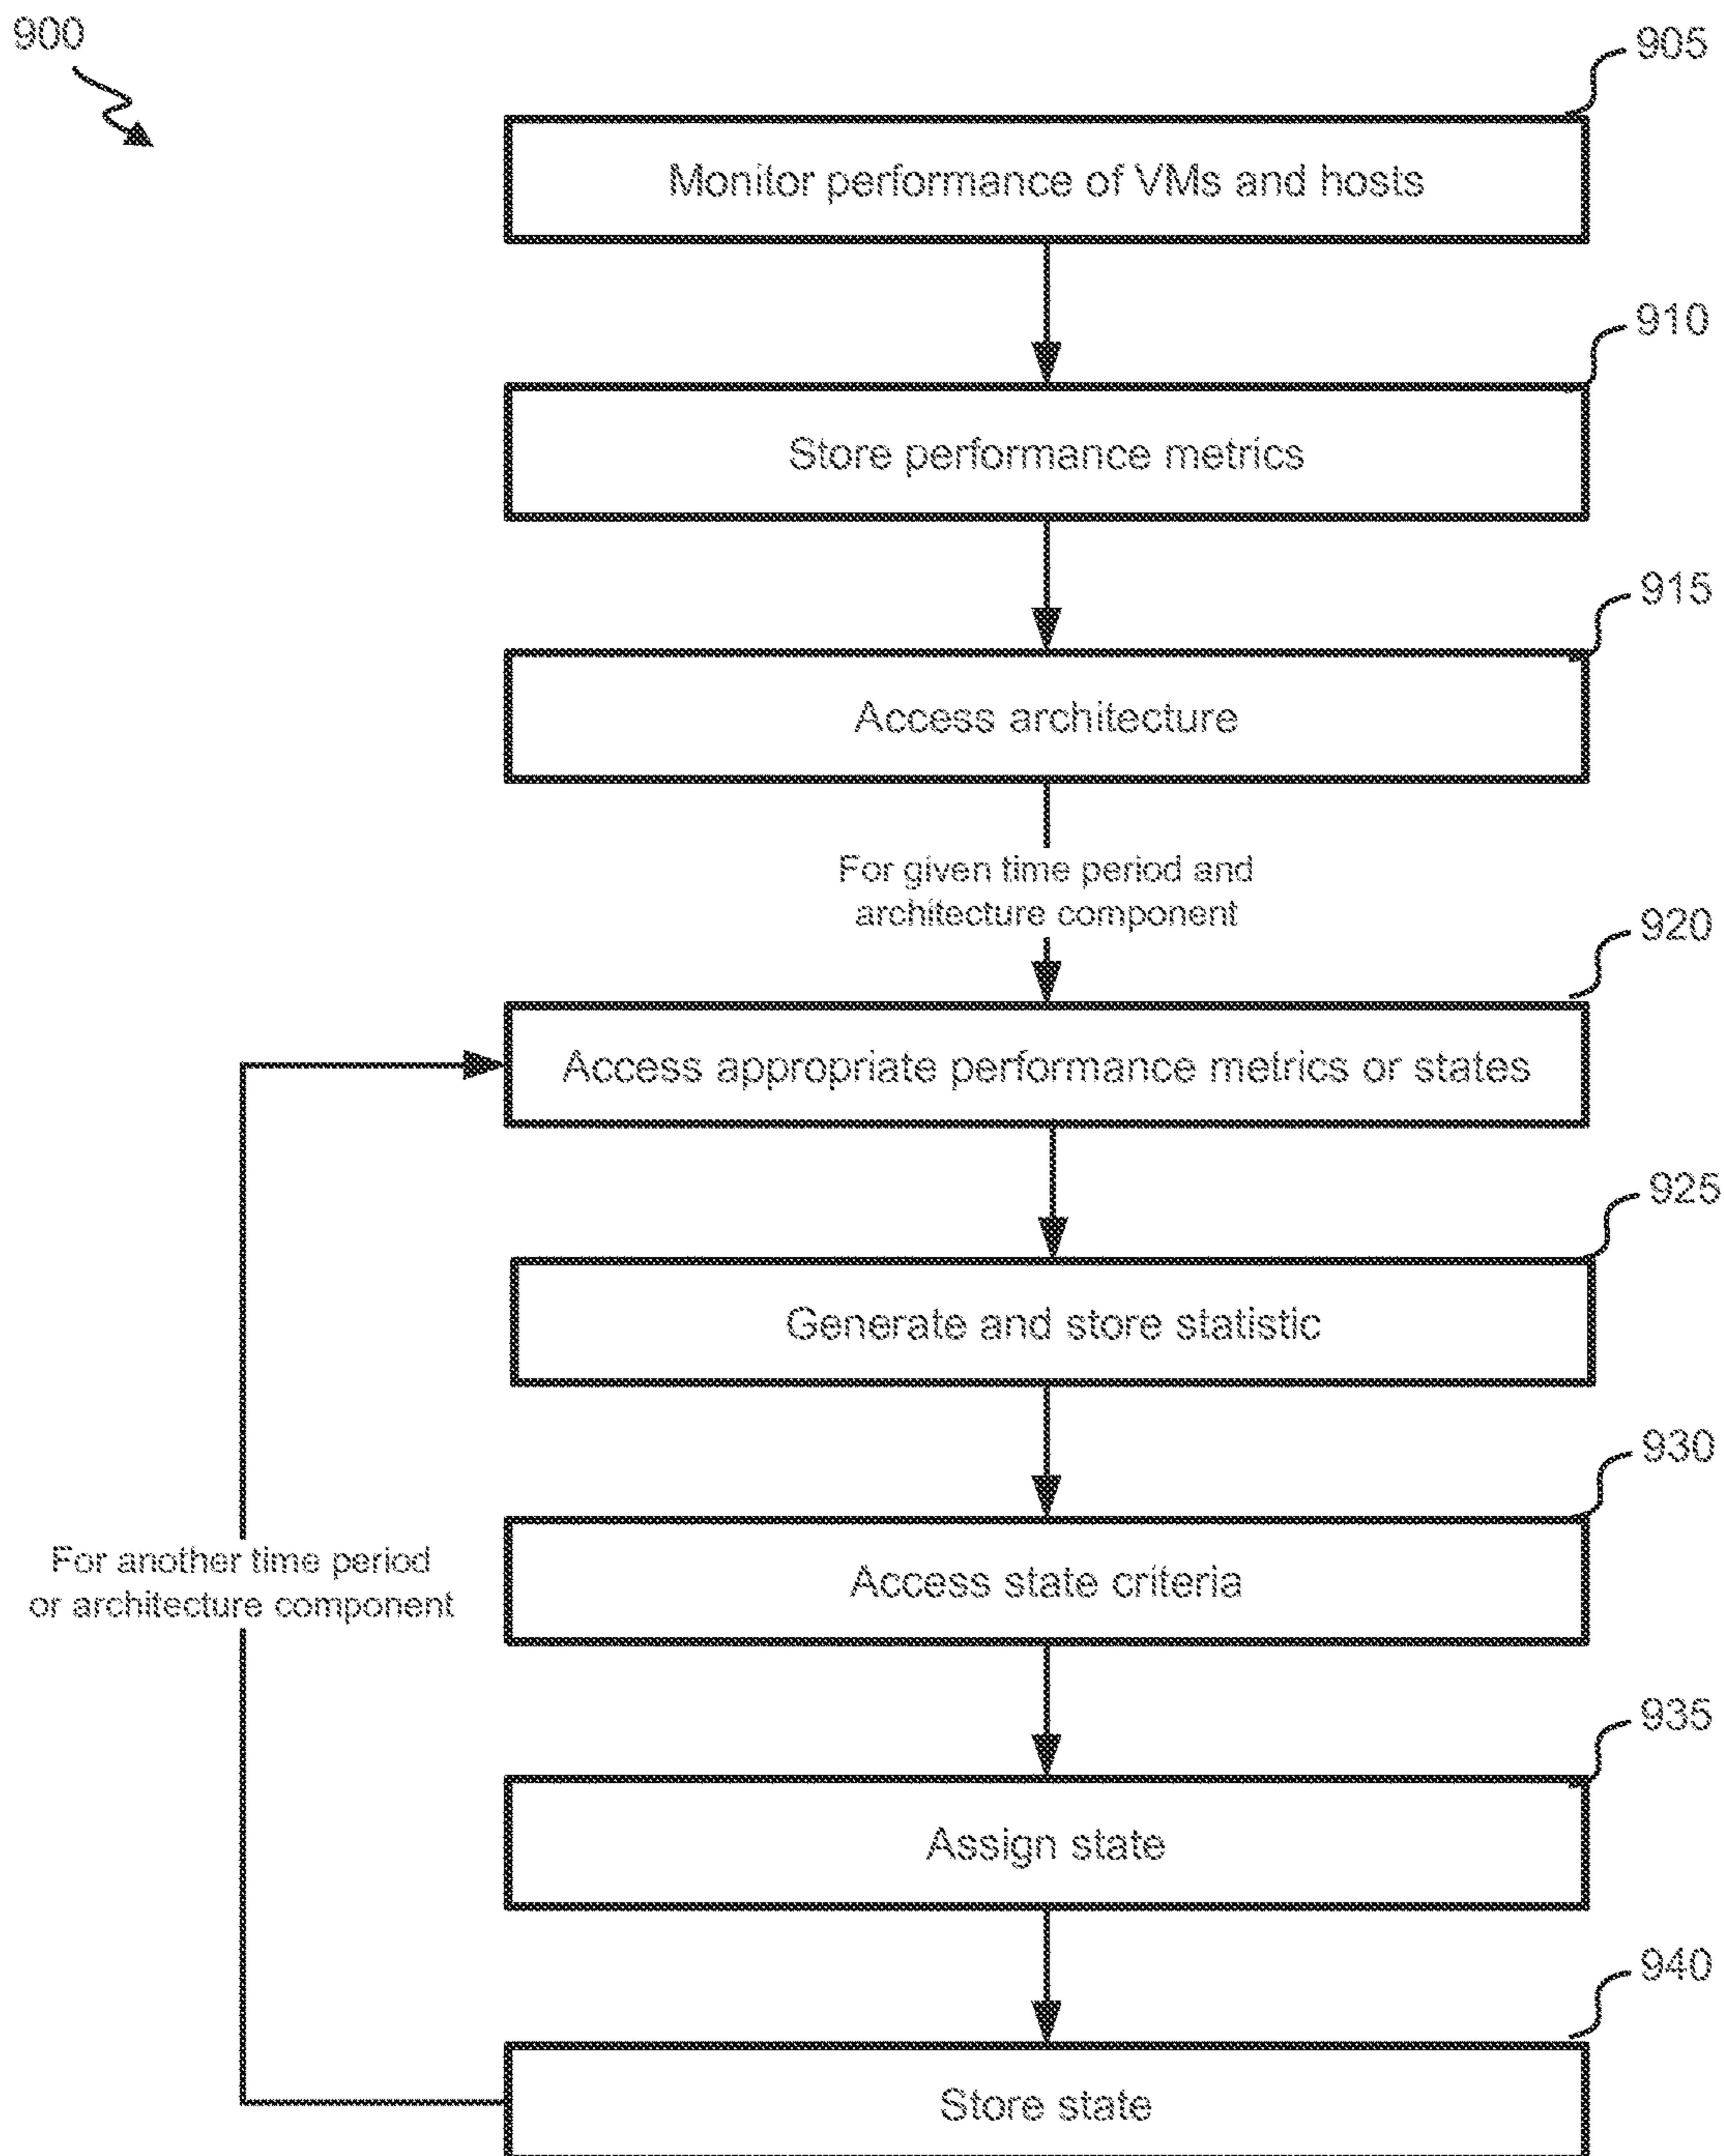 900
905
Monitor performance of VMs and hosts
910
Store performance metrics
915
Access architecture
For given time period and
architecture component
920
Access appropriate performance metrics or states
925
Generate and store statistic
930
Access state criteria
For another time period
or architecture component
935
Assign state
940
Store state